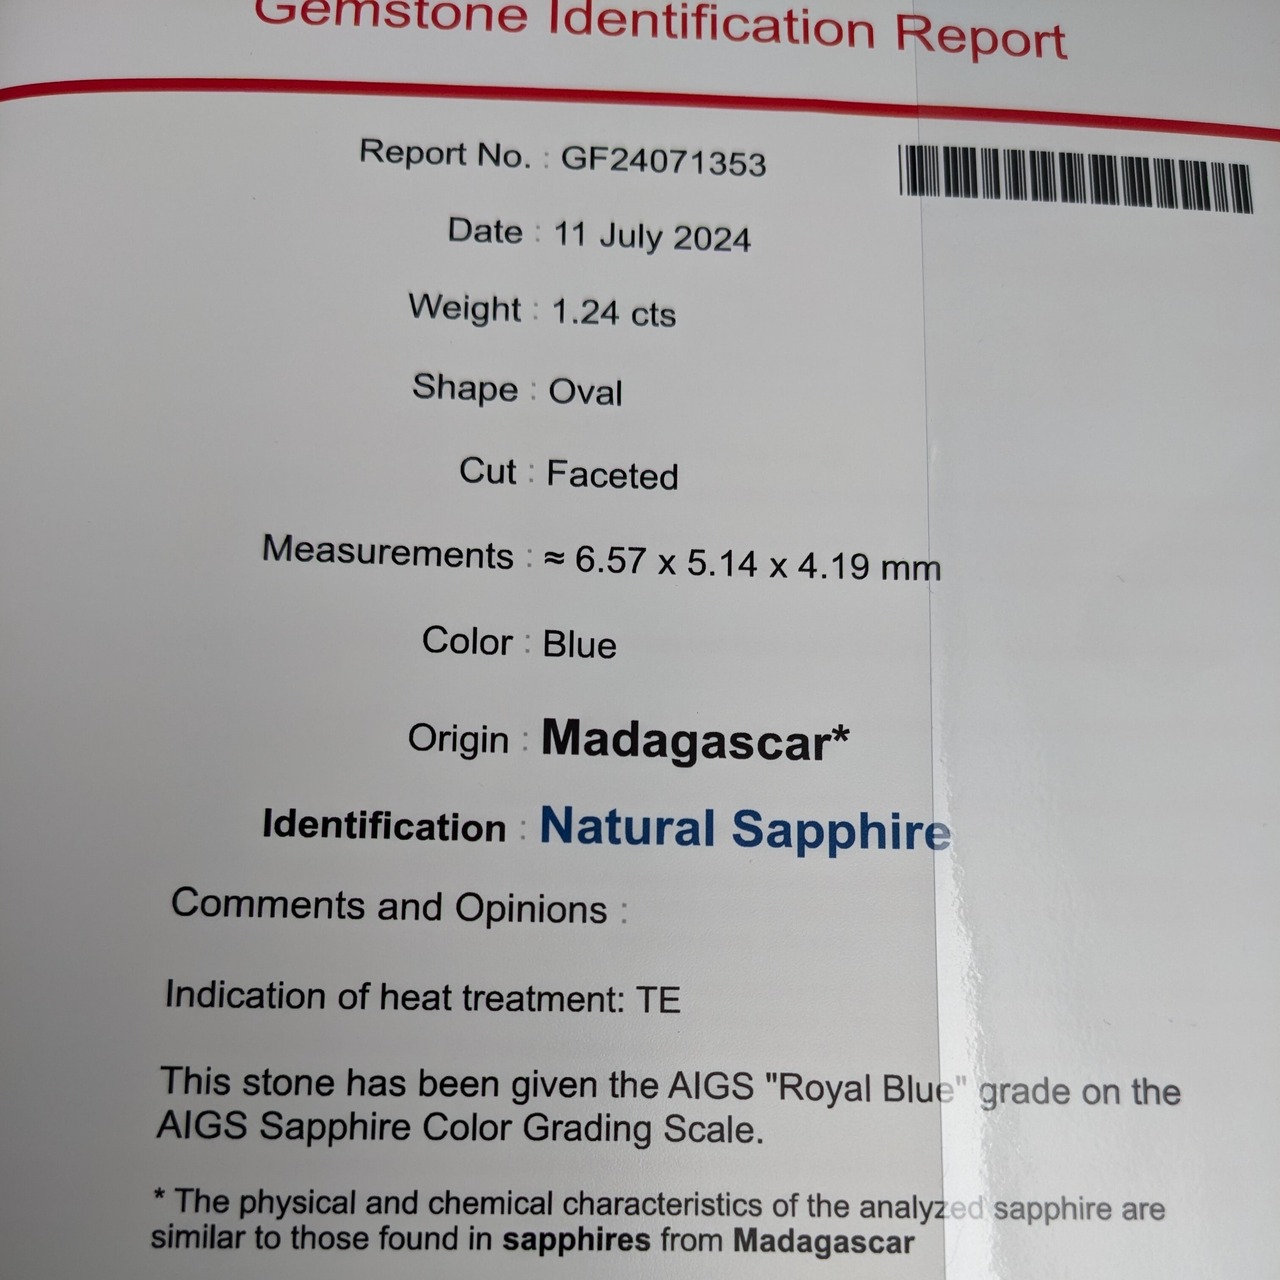 Gemstone Identification Report
Report No. : GF24071353
Date : 11 July 2024
Weight : 1.24 cts
Shape : Oval
Cut : Faceted
Measurements : ≈ 6.57 x 5.14 x 4.19 mm
Color : Blue
Origin : Madagascar*
Identification : Natural Sapphire
Comments and Opinions :
Indication of heat treatment: TE
This stone has been given the AIGS "Royal Blue" grade on the
AIGS Sapphire Color Grading Scale.
* The physical and chemical characteristics of the analyzed sapphire are
similar to those found in sapphires from Madagascar